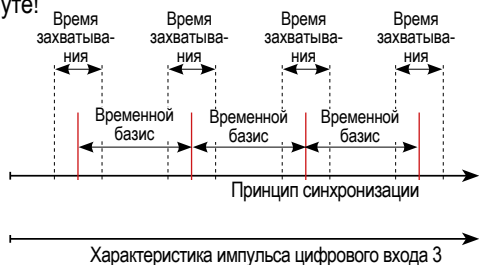 уте!
Время
захватыва-
ния
Время
захватыва-
ния
Время
захватыва-
ния
Время
захватыва-
ния
Временной
базис
Временной
базис
Временной
базис
Принцип синхронизации
Характеристика импульса цифрового входа 3